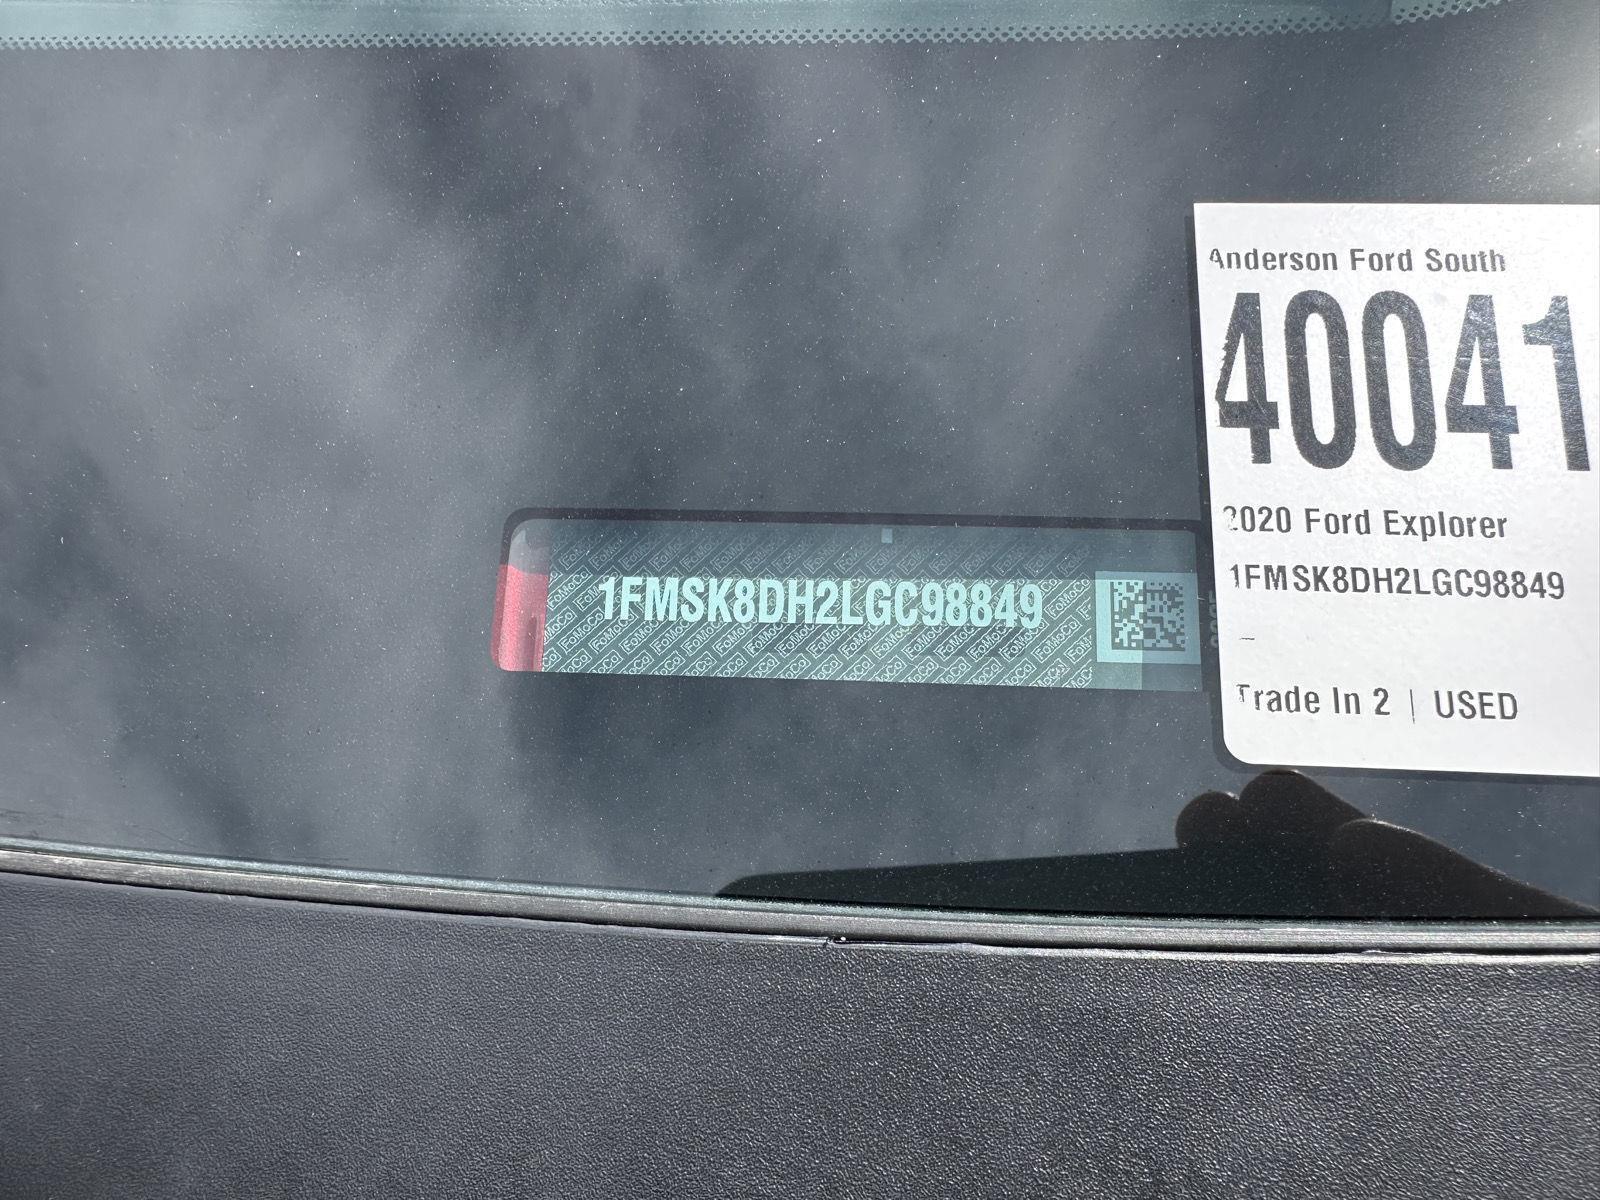 1FMSK8DH2LGC98849
Anderson Ford South
40041
2020 Ford Explorer
1FMSK8DH2LGC98849
–
Trade In 2 | USED